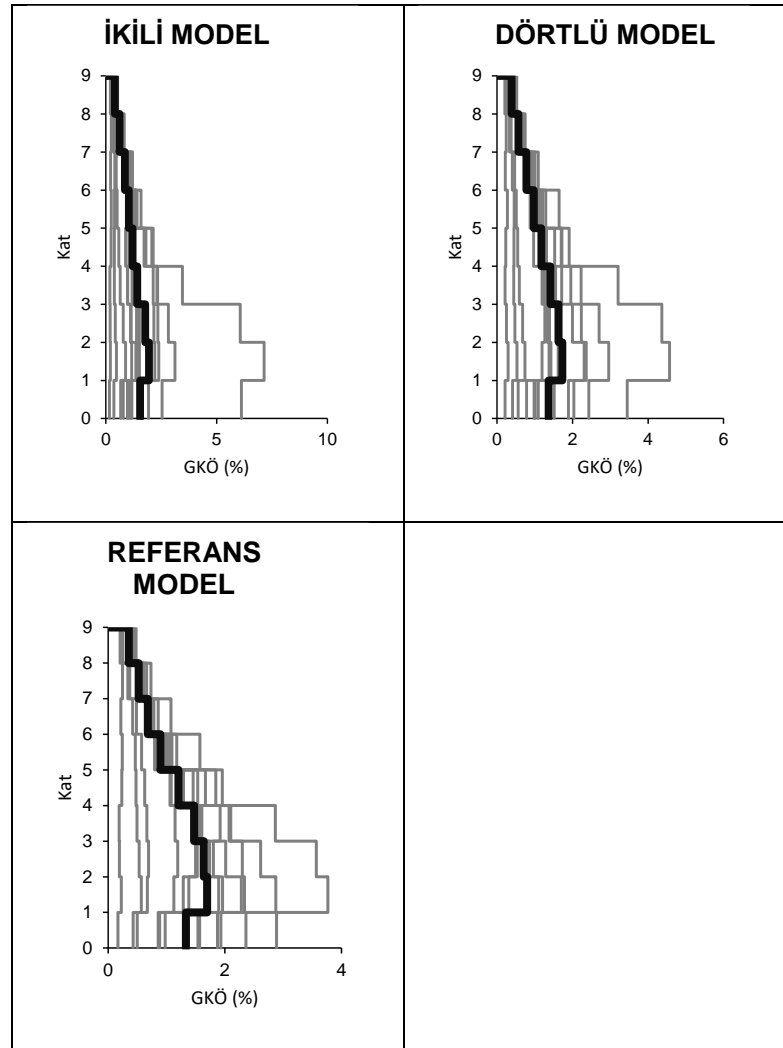 İKİLİ MODEL
9
8
7
6
5
4
3
2
1
0
Kat
0 5 10
GKÖ (%)
DÖRTLÜ MODEL
9
8
7
6
5
4
3
2
1
0
Kat
0 2 4 6
GKÖ (%)
REFERANS
MODEL
9
8
7
6
5
4
3
2
1
0
Kat
0 2 4
GKÖ (%)